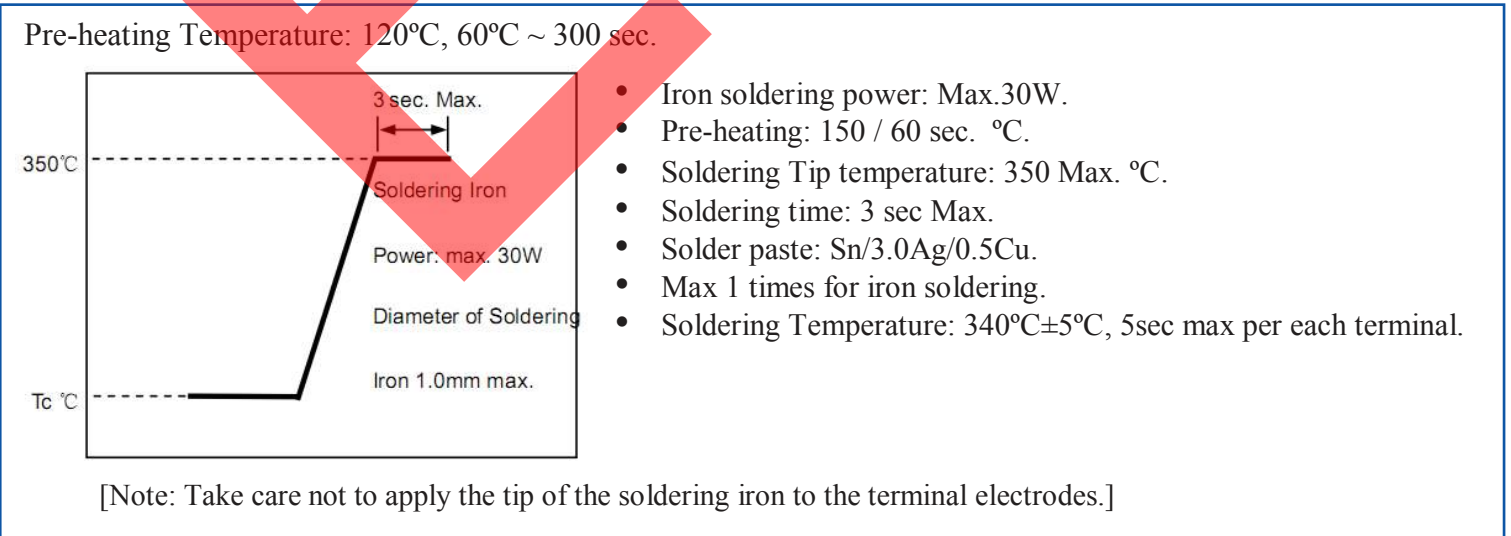 Pre-heating Temperature: 120ºC, 60ºC ~ 300 sec.
3 sec. Max.
350℃
Soldering Iron
Power: max. 30W
Diameter of Soldering
Iron 1.0mm max.
Tc ℃
• Iron soldering power: Max.30W.
• Pre-heating: 150 / 60 sec. ºC.
• Soldering Tip temperature: 350 Max. ºC.
• Soldering time: 3 sec Max.
• Solder paste: Sn/3.0Ag/0.5Cu.
• Max 1 times for iron soldering.
• Soldering Temperature: 340ºC±5ºC, 5sec max per each terminal.
[Note: Take care not to apply the tip of the soldering iron to the terminal electrodes.]